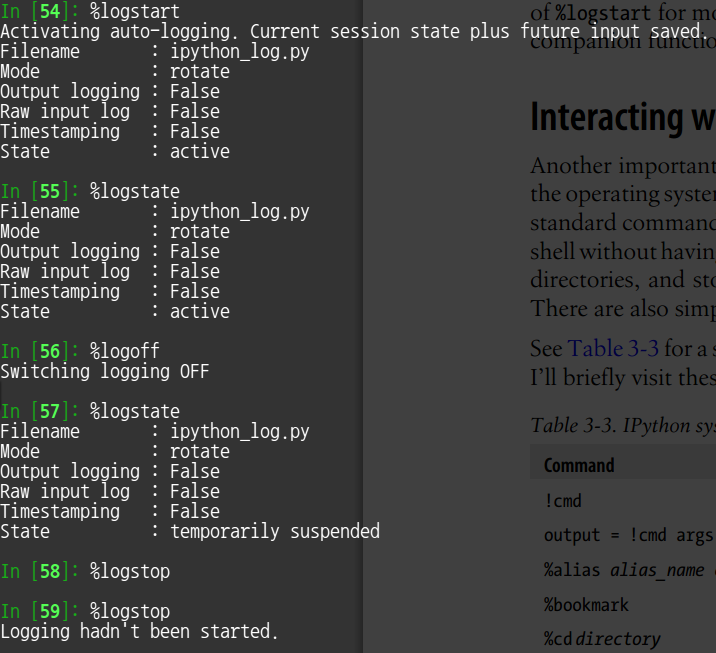 In [54]: %logstart
Activating auto-logging. Current session state plus future input saved.
Filename       : ipython_log.py
Mode           : rotate
Output logging : False
Raw input log  : False
Timestamping   : False
State          : active
In [55]: %logstate
Filename       : ipython_log.py
Mode           : rotate
Output logging : False
Raw input log  : False
Timestamping   : False
State          : active
In [56]: %logoff
Switching logging OFF
In [57]: %logstate
Filename       : ipython_log.py
Mode           : rotate
Output logging : False
Raw input log  : False
Timestamping   : False
State          : temporarily suspended
In [58]: %logstop
In [59]: %logstop
Logging hadn't been started.
of %logstart for mo
companion functio
Interacting w
Another important
the operating system
standard command
shell without havin
directories, and sto
There are also simp
See Table 3-3 for a s
I'll briefly visit thes
Table 3-3. IPython sys
Command
!cmd
output = !cmd args
%alias alias_name
%bookmark
%cd directory